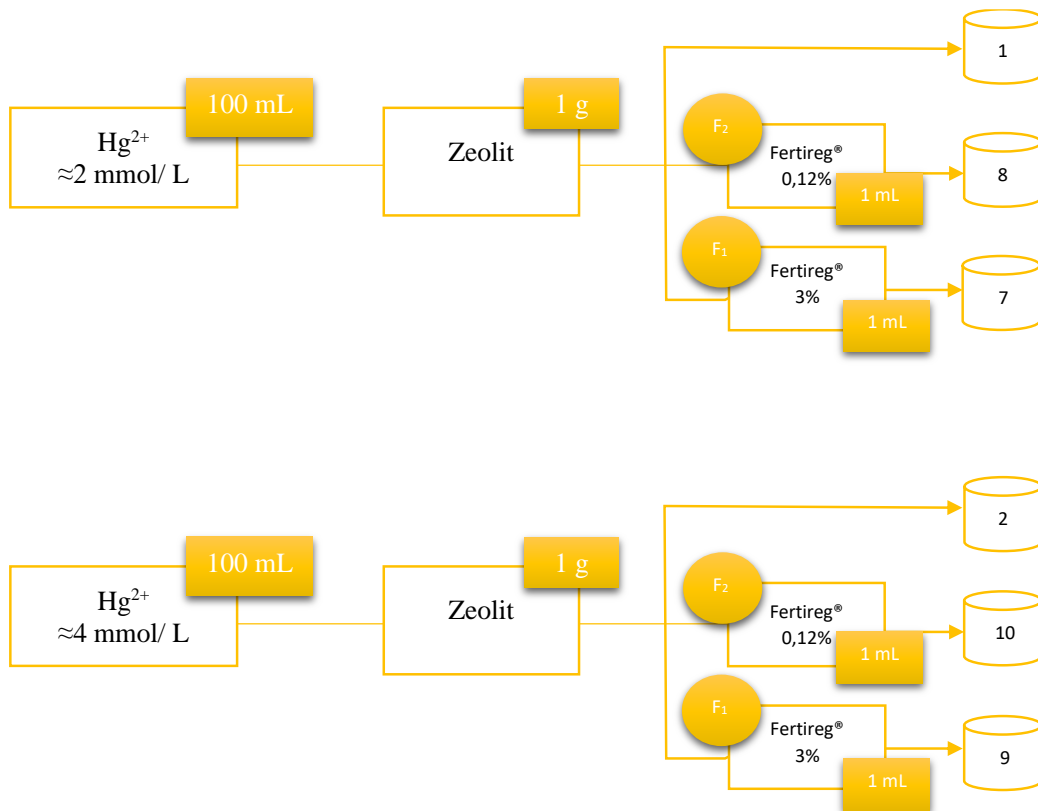 1
100 mL
Hg²⁺
≈2 mmol/ L
1 g
Zeolit
F₂
Fertireg®
0,12%
1 mL
8
F₁
Fertireg®
3%
1 mL
7
2
100 mL
Hg²⁺
≈4 mmol/ L
1 g
Zeolit
F₂
Fertireg®
0,12%
1 mL
10
F₁
Fertireg®
3%
1 mL
9